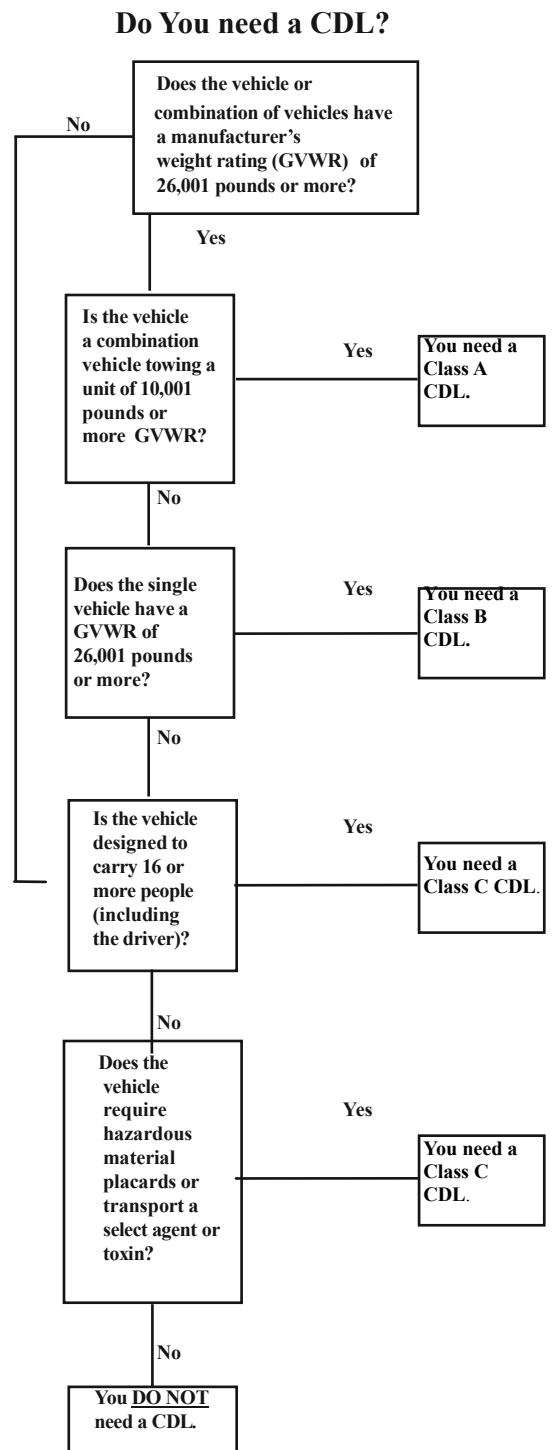 Do You need a CDL?
Does the vehicle or
combination of vehicles have
a manufacturer's
weight rating (GVWR) of
26,001 pounds or more?
No
Yes
Is the vehicle
a combination
vehicle towing a
unit of 10,001
pounds or
more GVWR?
Yes
You need a
Class A
CDL.
No
Does the single
vehicle have a
GVWR of
26,001 pounds
or more?
Yes
You need a
Class B
CDL.
No
Is the vehicle
designed to
carry 16 or
more people
(including
the driver)?
Yes
You need a
Class C CDL.
No
Does the
vehicle
require
hazardous
material
placards or
transport a
select agent or
toxin?
Yes
You need a
Class C
CDL.
No
You DO NOT
need a CDL.